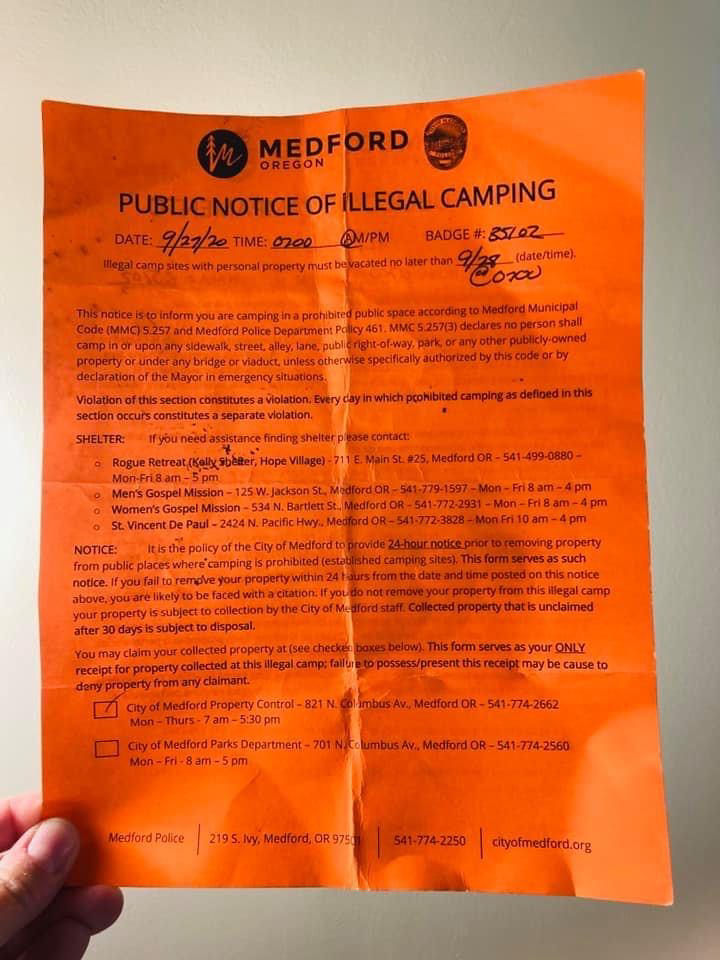 MEDFORD
OREGON
PUBLIC NOTICE OF ILLEGAL CAMPING
DATE: 9/27/20 TIME: 0200 AM/PM BADGE #: 85102
Illegal camp sites with personal property must be vacated no later than 9/28 (date/time).
@0200
This notice is to inform you are camping in a prohibited public space according to Medford Municipal
Code (MMC) 5.257 and Medford Police Department Policy 461. MMC 5.257(3) declares no person shall
camp in or upon any sidewalk, street, alley, lane, public right-of-way, park, or any other publicly-owned
property or under any bridge or viaduct, unless otherwise specifically authorized by this code or by
declaration of the Mayor in emergency situations.
Violation of this section constitutes a violation. Every day in which prohibited camping as defined in this
section occurs constitutes a separate violation.
SHELTER: If you need assistance finding shelter please contact:
o Rogue Retreat (Kelly Shelter, Hope Village) - 711 E. Main St. #25, Medford OR – 541-499-0880 –
Mon-Fri 8 am – 5 pm
o Men's Gospel Mission – 125 W. Jackson St., Medford OR – 541-779-1597 – Mon – Fri 8 am – 4 pm
o Women's Gospel Mission – 534 N. Bartlett St., Medford OR – 541-772-2931 – Mon – Fri 8 am – 4 pm
o St. Vincent De Paul – 2424 N. Pacific Hwy., Medford OR – 541-772-3828 – Mon Fri 10 am – 4 pm
NOTICE: It is the policy of the City of Medford to provide 24-hour notice prior to removing property
from public places where camping is prohibited (established camping sites). This form serves as such
notice. If you fail to remove your property within 24 hours from the date and time posted on this notice
above, you are likely to be faced with a citation. If you do not remove your property from this illegal camp
your property is subject to collection by the City of Medford staff. Collected property that is unclaimed
after 30 days is subject to disposal.
You may claim your collected property at (see checked boxes below). This form serves as your ONLY
receipt for property collected at this illegal camp; failure to possess/present this receipt may be cause to
deny property from any claimant.
City of Medford Property Control – 821 N. Columbus Av., Medford OR – 541-774-2662
Mon – Thurs - 7 am – 5:30 pm
City of Medford Parks Department – 701 N. Columbus Av., Medford OR – 541-774-2560
Mon – Fri - 8 am – 5 pm
Medford Police | 219 S. Ivy, Medford, OR 97501 | 541-774-2250 | cityofmedford.org